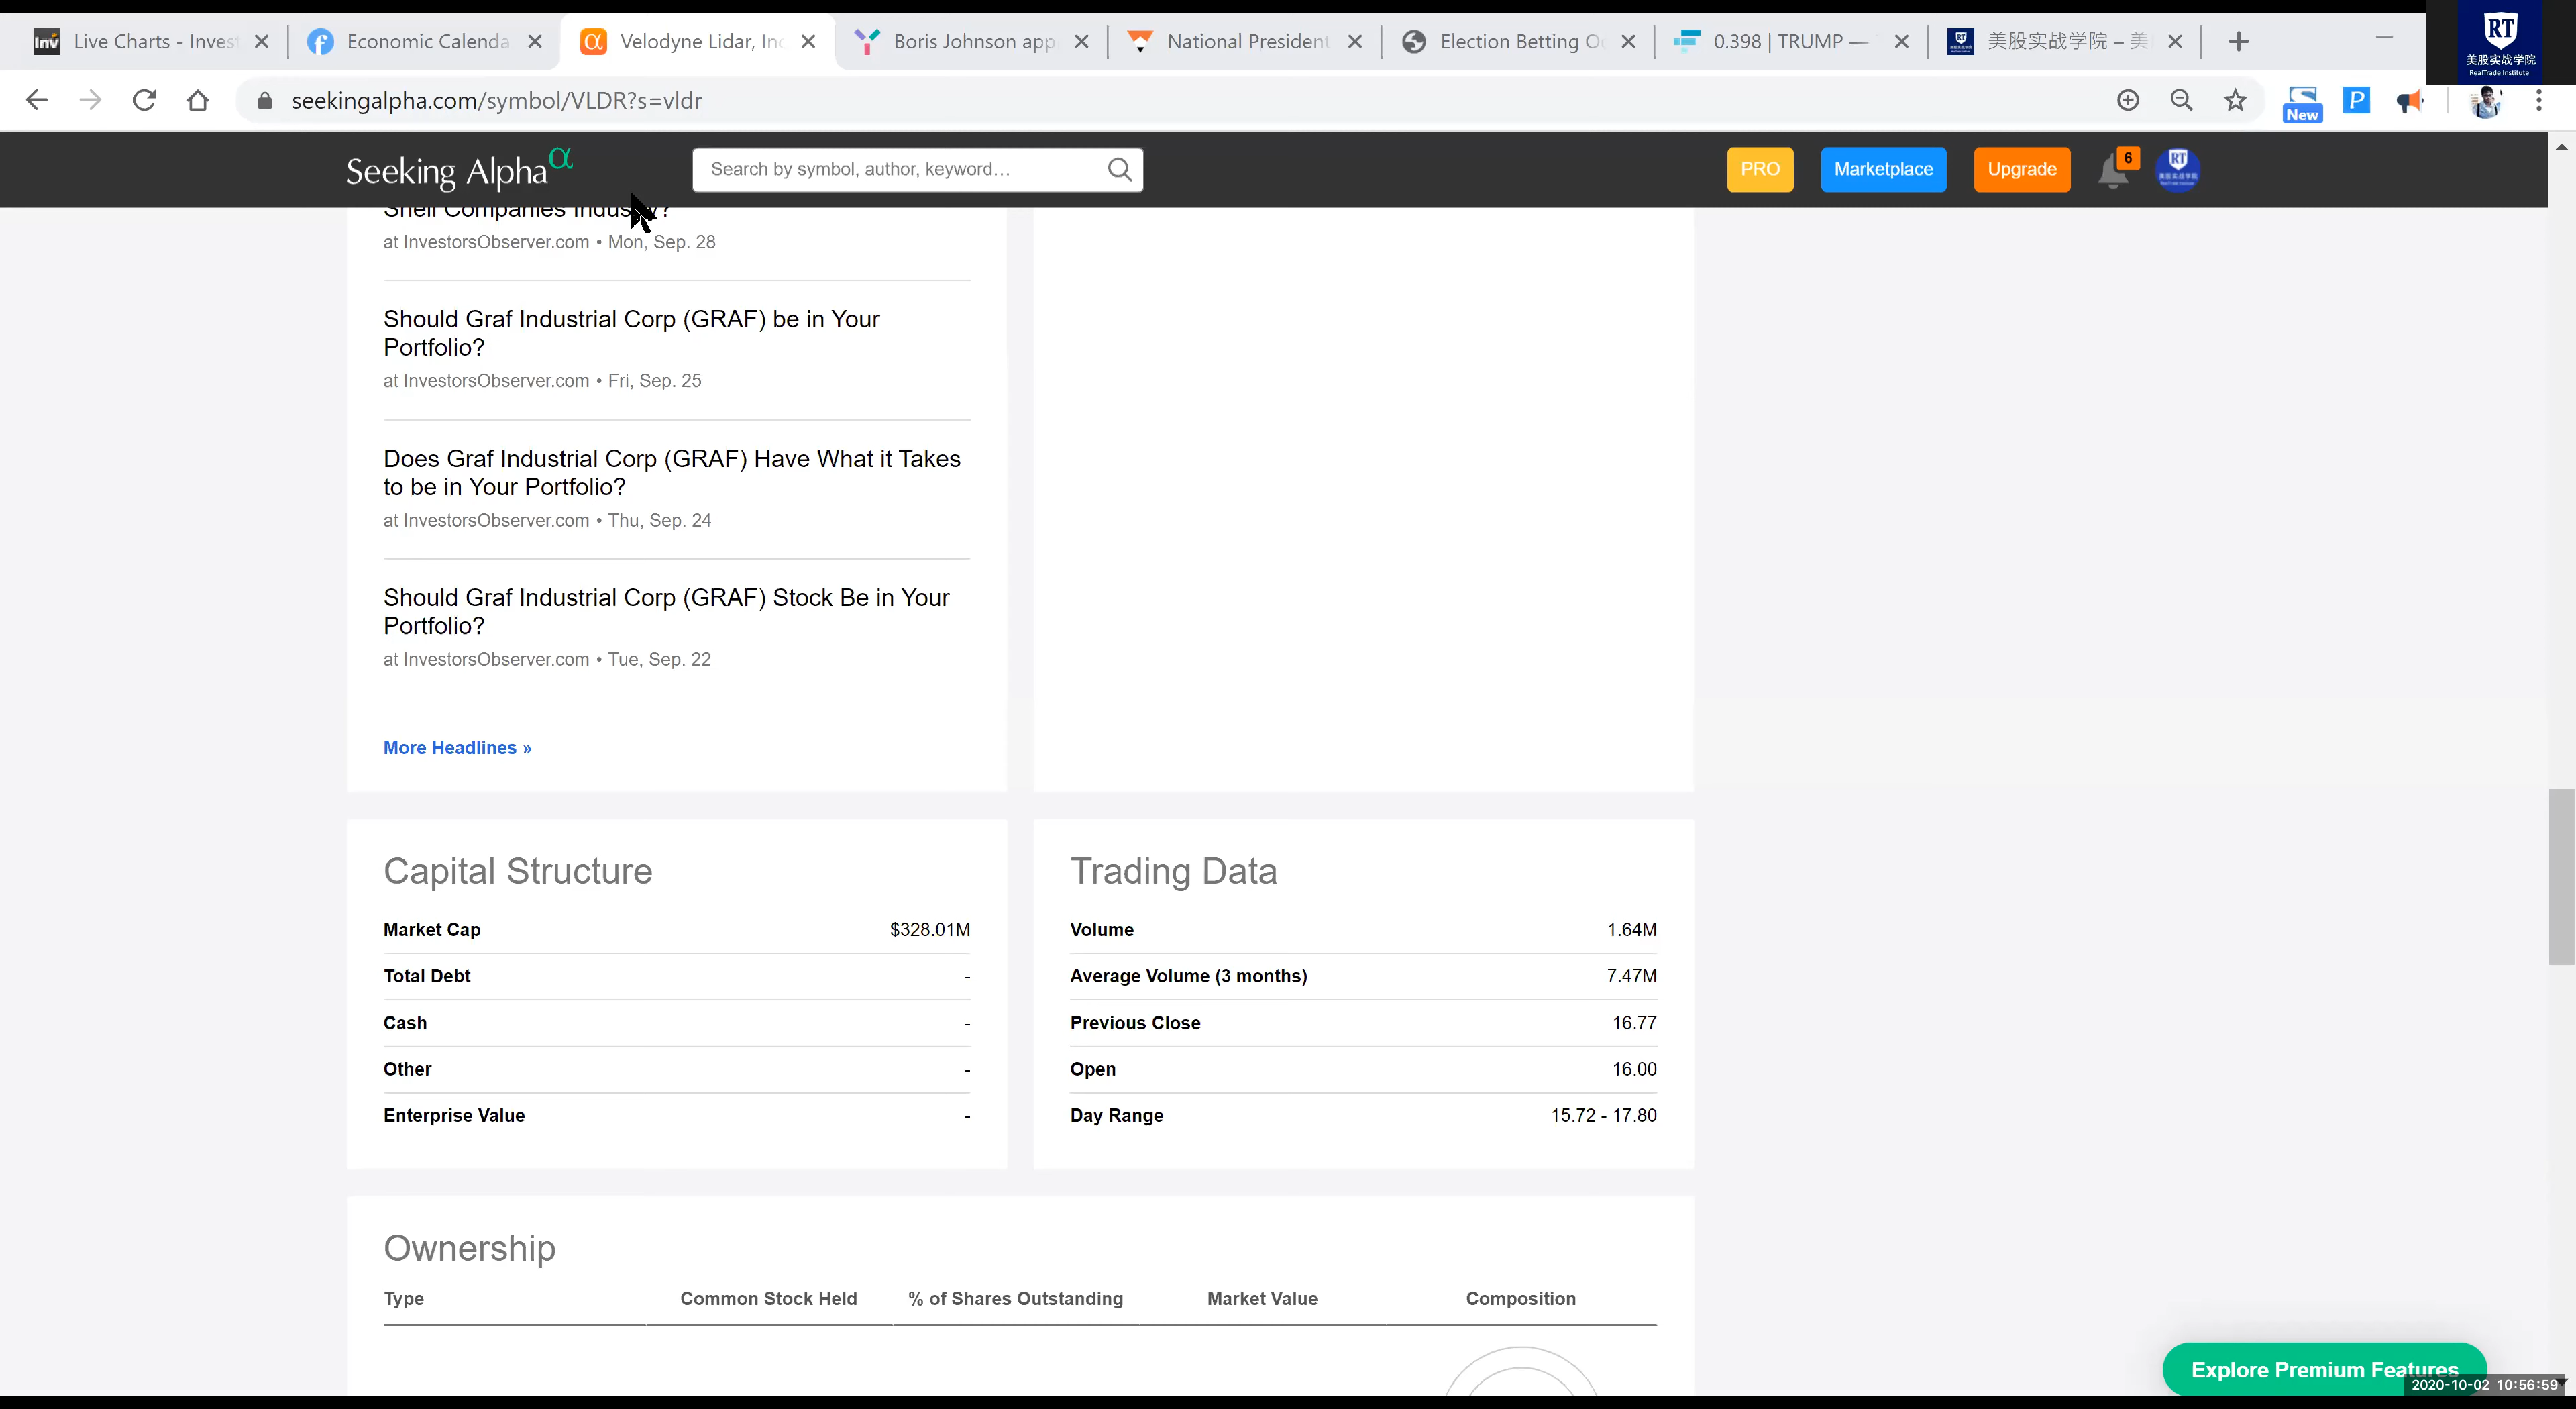 Live Charts - Inves
Economic Calenda
Velodyne Lidar, Inc
Boris Johnson app
National President
Election Betting O
0.398 | TRUMP —
美股实战学院 – 美
RT
美股实战学院
RealTrade Institute
seekingalpha.com/symbol/VLDR?s=vldr
New
Seeking Alpha α
Search by symbol, author, keyword...
PRO
Marketplace
Upgrade
6
Shell Companies Industry?
at InvestorsObserver.com • Mon, Sep. 28
Should Graf Industrial Corp (GRAF) be in Your
Portfolio?
at InvestorsObserver.com • Fri, Sep. 25
Does Graf Industrial Corp (GRAF) Have What it Takes
to be in Your Portfolio?
at InvestorsObserver.com • Thu, Sep. 24
Should Graf Industrial Corp (GRAF) Stock Be in Your
Portfolio?
at InvestorsObserver.com • Tue, Sep. 22
More Headlines »
Capital Structure
Market Cap $328.01M
Total Debt -
Cash -
Other -
Enterprise Value -
Trading Data
Volume 1.64M
Average Volume (3 months) 7.47M
Previous Close 16.77
Open 16.00
Day Range 15.72 - 17.80
Ownership
Type Common Stock Held % of Shares Outstanding Market Value Composition
Explore Premium Features
2020-10-02 10:56:59